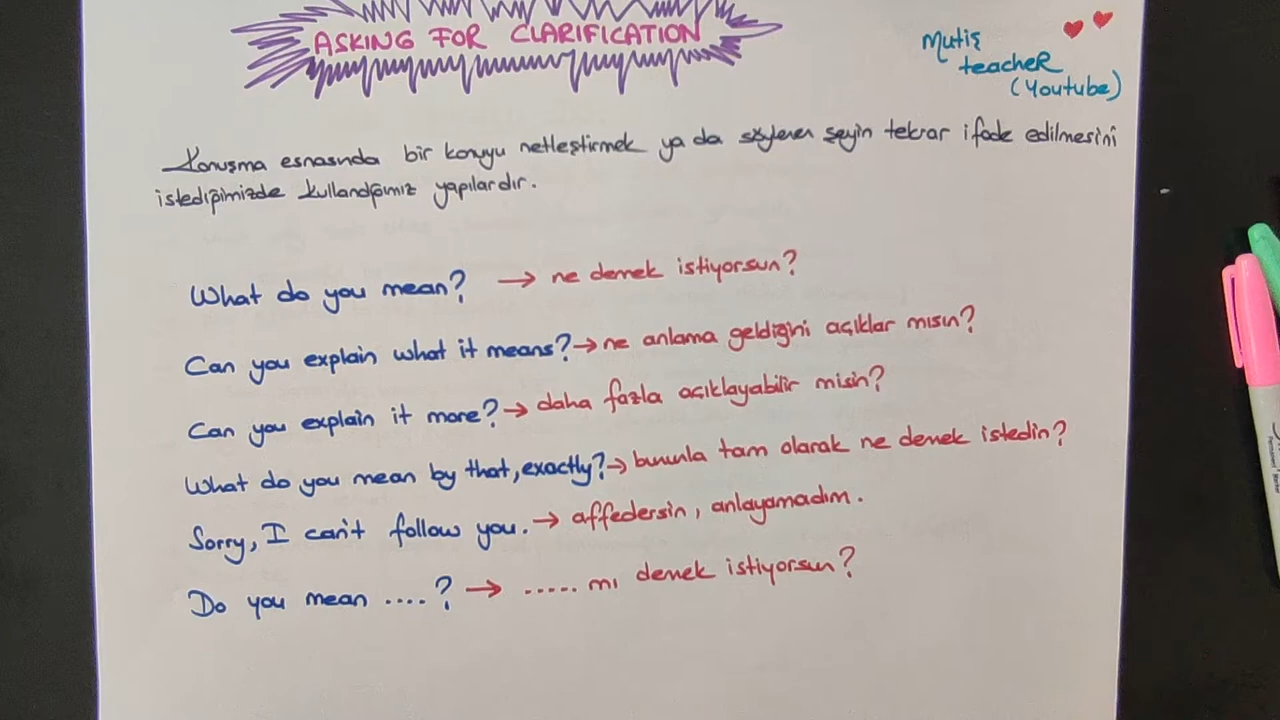 ASKING FOR CLARIFICATION
Mutiş
teacher
(Youtube)
Konuşma esnasında bir konuyu netleştirmek ya da söylenen şeyin tekrar ifade edilmesini
istediğimizde kullandığımız yapılardır.
What do you mean? → ne demek istiyorsun?
Can you explain what it means? → ne anlama geldiğini açıklar mısın?
Can you explain it more? → daha fazla açıklayabilir misin?
What do you mean by that, exactly? → bununla tam olarak ne demek istedin?
Sorry, I can't follow you. → affedersin, anlayamadım.
Do you mean ....? → ..... mı demek istiyorsun?